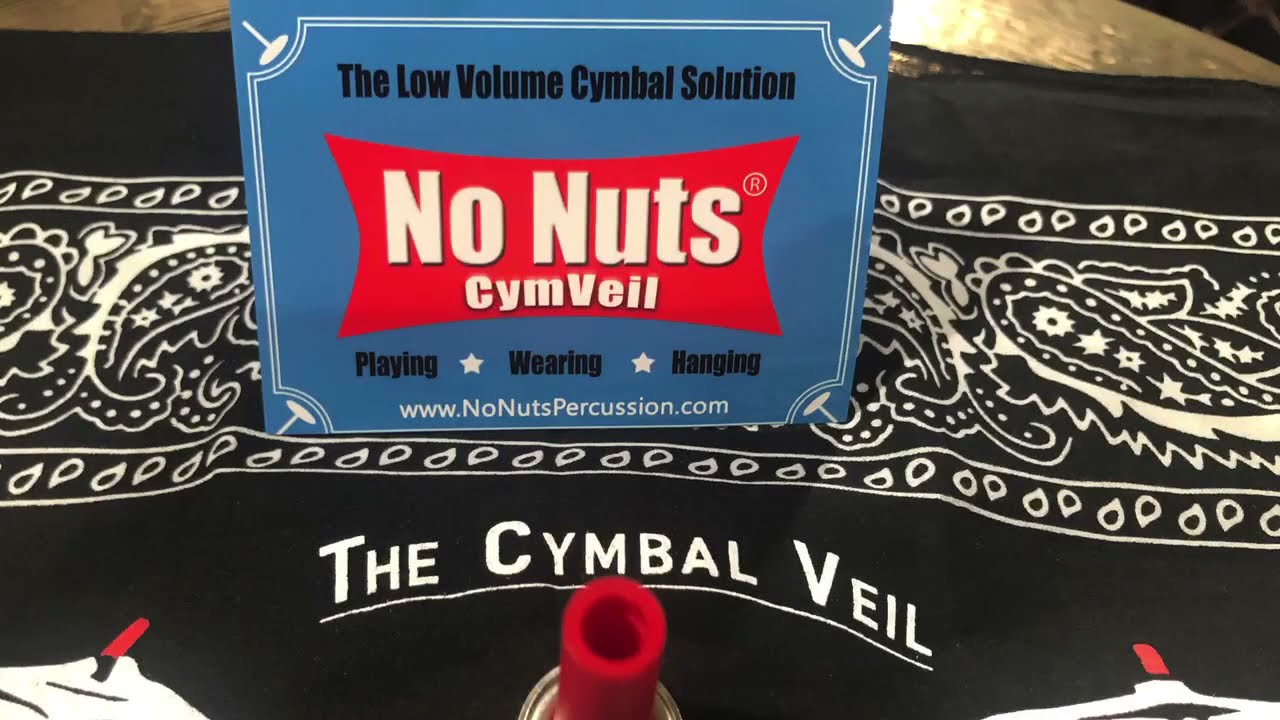 The Low Volume Cymbal Solution
No Nuts®
CymVeil
Playing ★ Wearing ★ Hanging
www.NoNutsPercussion.com
THE CYMBAL VEIL